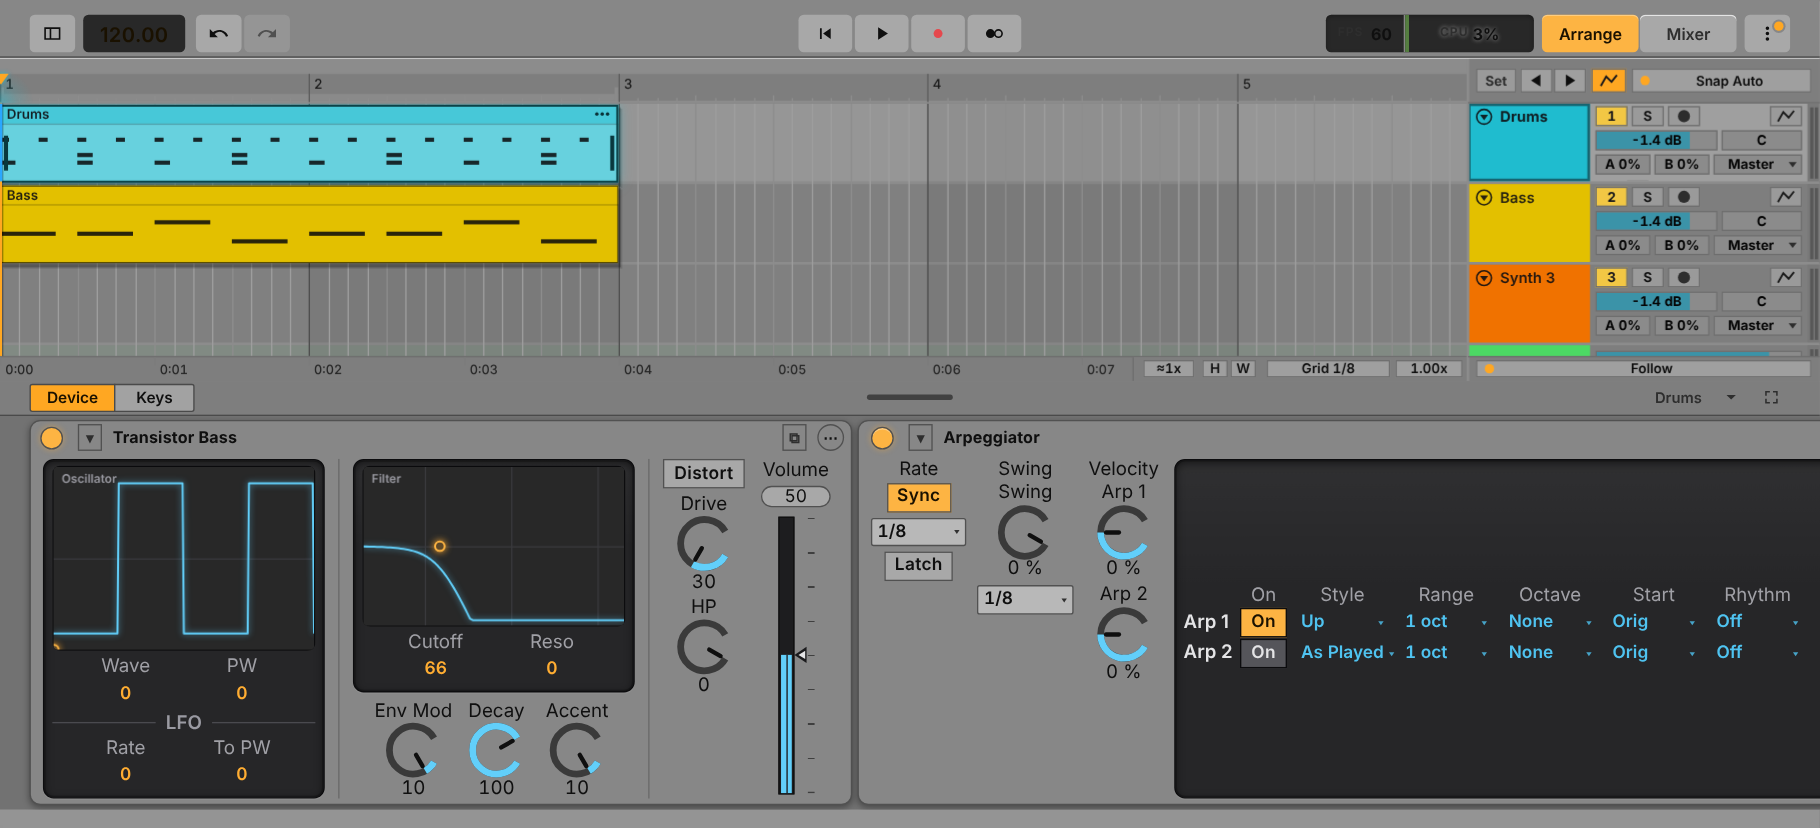 120.00
FPS 60
CPU 3%
Arrange
Mixer
1 2 3 4 5
Set
Snap Auto
Drums
Bass
Drums
1 S
-1.4 dB C
A 0% B 0% Master
Bass
2 S
-1.4 dB C
A 0% B 0% Master
Synth 3
3 S
-1.4 dB C
A 0% B 0% Master
0:00 0:01 0:02 0:03 0:04 0:05 0:06 0:07
≈1x H W Grid 1/8 1.00x
Follow
Device Keys
Drums
Transistor Bass
Oscillator
Wave PW
0 0
LFO
Rate To PW
0 0
Filter
Cutoff Reso
66 0
Env Mod Decay Accent
10 100 10
Distort
Drive
30
HP
0
Volume
50
Arpeggiator
Rate
Sync
1/8
Latch
Swing
Swing
0 %
1/8
Velocity
Arp 1
0 %
Arp 2
0 %
On Style Range Octave Start Rhythm
Arp 1 On Up 1 oct None Orig Off
Arp 2 On As Played 1 oct None Orig Off